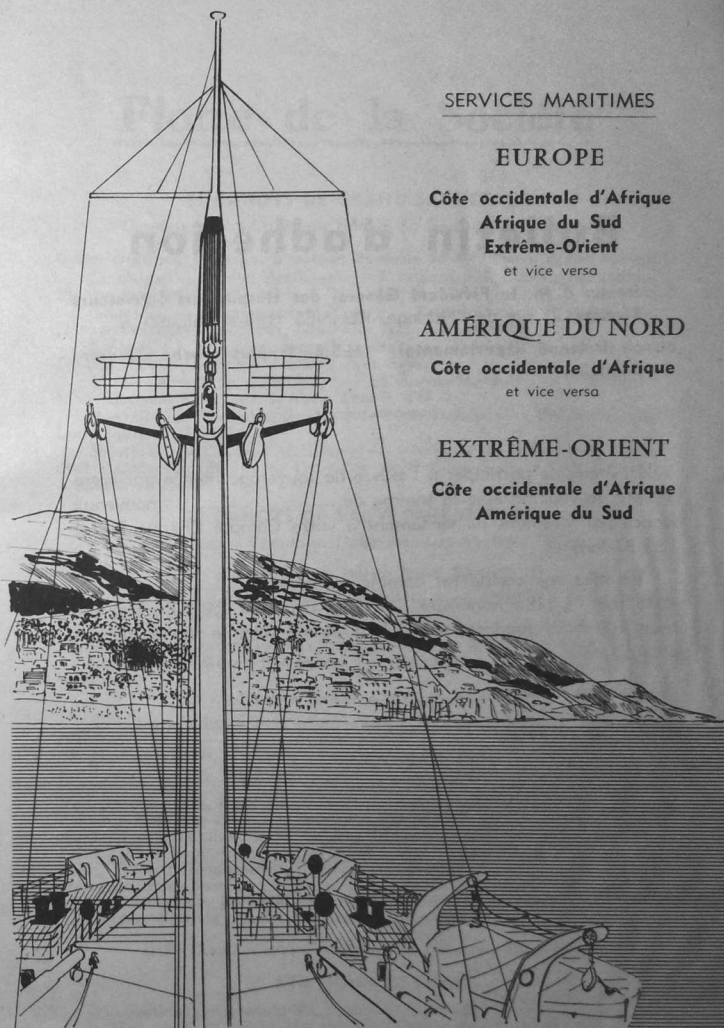 SERVICES MARITIMES
EUROPE
Côte occidentale d'Afrique
Afrique du Sud
Extrême-Orient
et vice versa
AMÉRIQUE DU NORD
Côte occidentale d'Afrique
et vice versa
EXTRÊME-ORIENT
Côte occidentale d'Afrique
Amérique du Sud